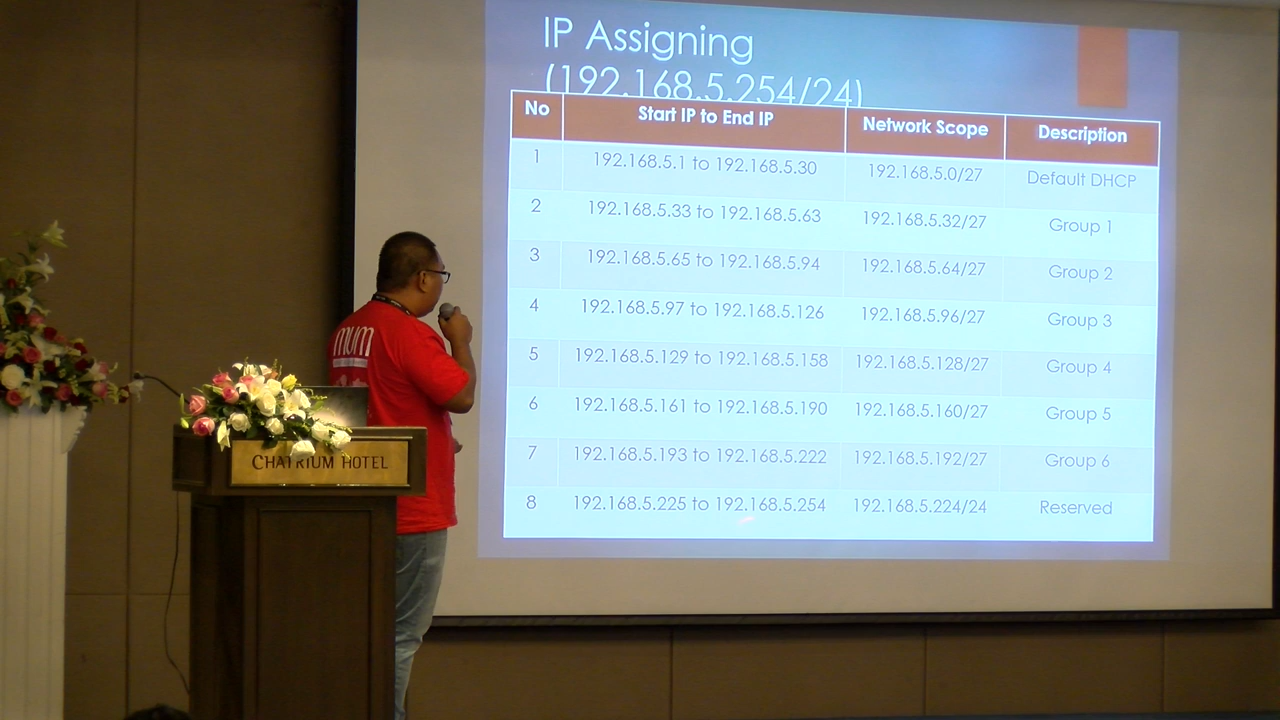 IP Assigning
(192.168.5.254/24)
No Start IP to End IP Network Scope Description
1 192.168.5.1 to 192.168.5.30 192.168.5.0/27 Default DHCP
2 192.168.5.33 to 192.168.5.63 192.168.5.32/27 Group 1
3 192.168.5.65 to 192.168.5.94 192.168.5.64/27 Group 2
4 192.168.5.97 to 192.168.5.126 192.168.5.96/27 Group 3
5 192.168.5.129 to 192.168.5.158 192.168.5.128/27 Group 4
6 192.168.5.161 to 192.168.5.190 192.168.5.160/27 Group 5
7 192.168.5.193 to 192.168.5.222 192.168.5.192/27 Group 6
8 192.168.5.225 to 192.168.5.254 192.168.5.224/24 Reserved
mum
CHATRIUM HOTEL